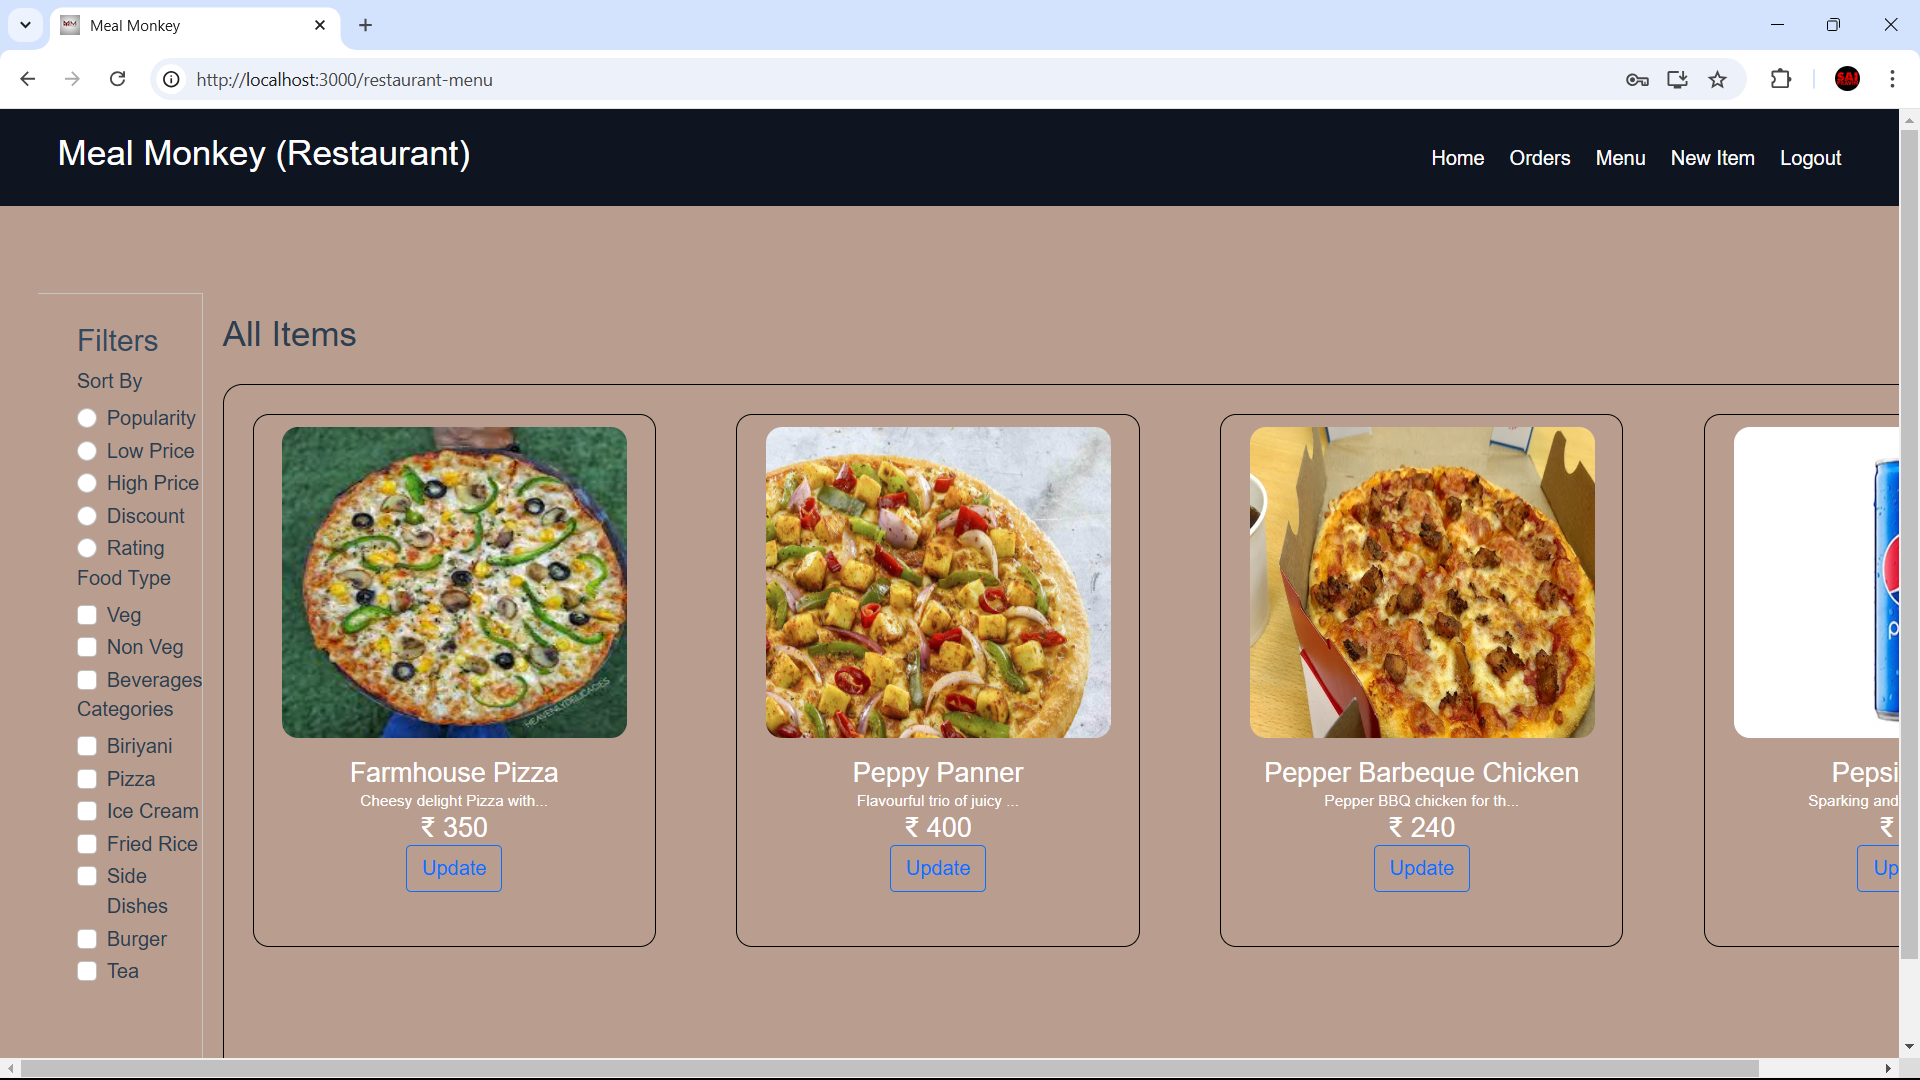 Meal Monkey
http://localhost:3000/restaurant-menu
Meal Monkey (Restaurant)
Home Orders Menu New Item Logout
Filters
Sort By
Popularity
Low Price
High Price
Discount
Rating
Food Type
Veg
Non Veg
Beverages
Categories
Biriyani
Pizza
Ice Cream
Fried Rice
Side
Dishes
Burger
Tea
All Items
HEAVENLYDELICACIES
Farmhouse Pizza
Cheesy delight Pizza with...
₹ 350
Update
Peppy Panner
Flavourful trio of juicy ...
₹ 400
Update
Pepper Barbeque Chicken
Pepper BBQ chicken for th...
₹ 240
Update
Pepsi
Sparking and
₹
Up